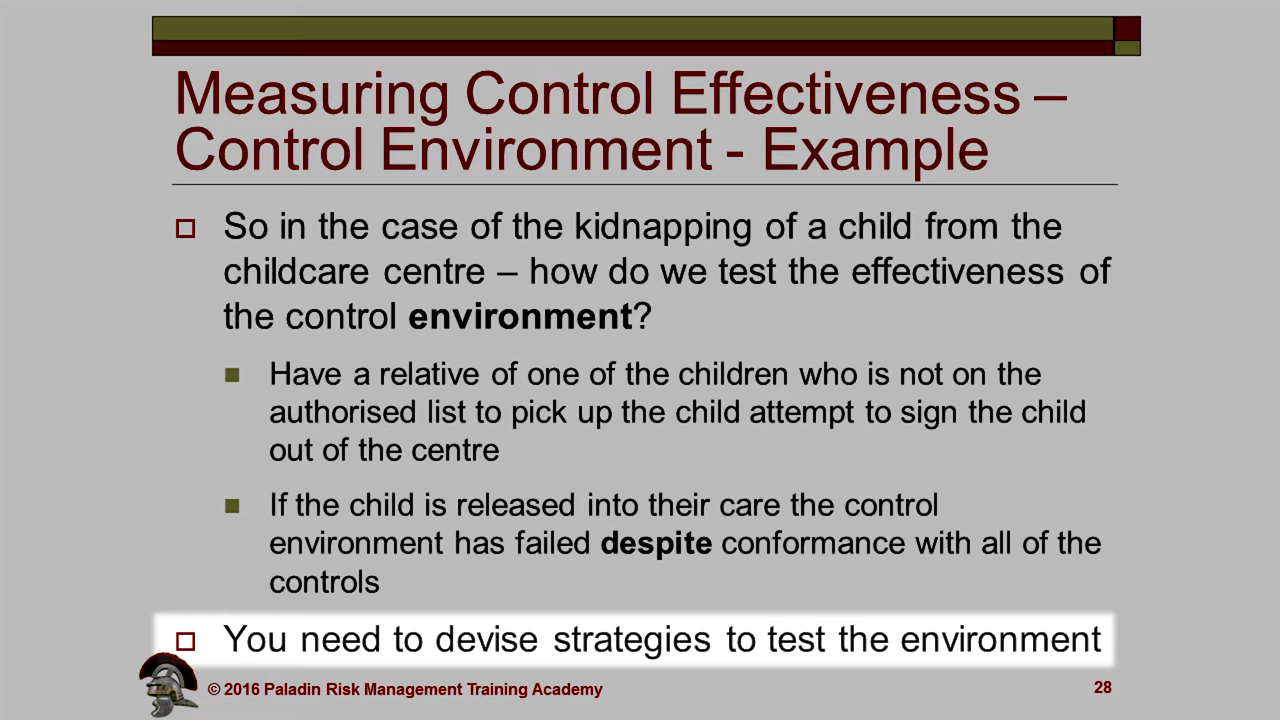 Measuring Control Effectiveness –
Control Environment - Example
So in the case of the kidnapping of a child from the
childcare centre – how do we test the effectiveness of
the control environment?
Have a relative of one of the children who is not on the
authorised list to pick up the child attempt to sign the child
out of the centre
If the child is released into their care the control
environment has failed despite conformance with all of the
controls
You need to devise strategies to test the environment
© 2016 Paladin Risk Management Training Academy
28